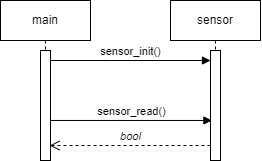 main
sensor
sensor_init()
sensor_read()
bool